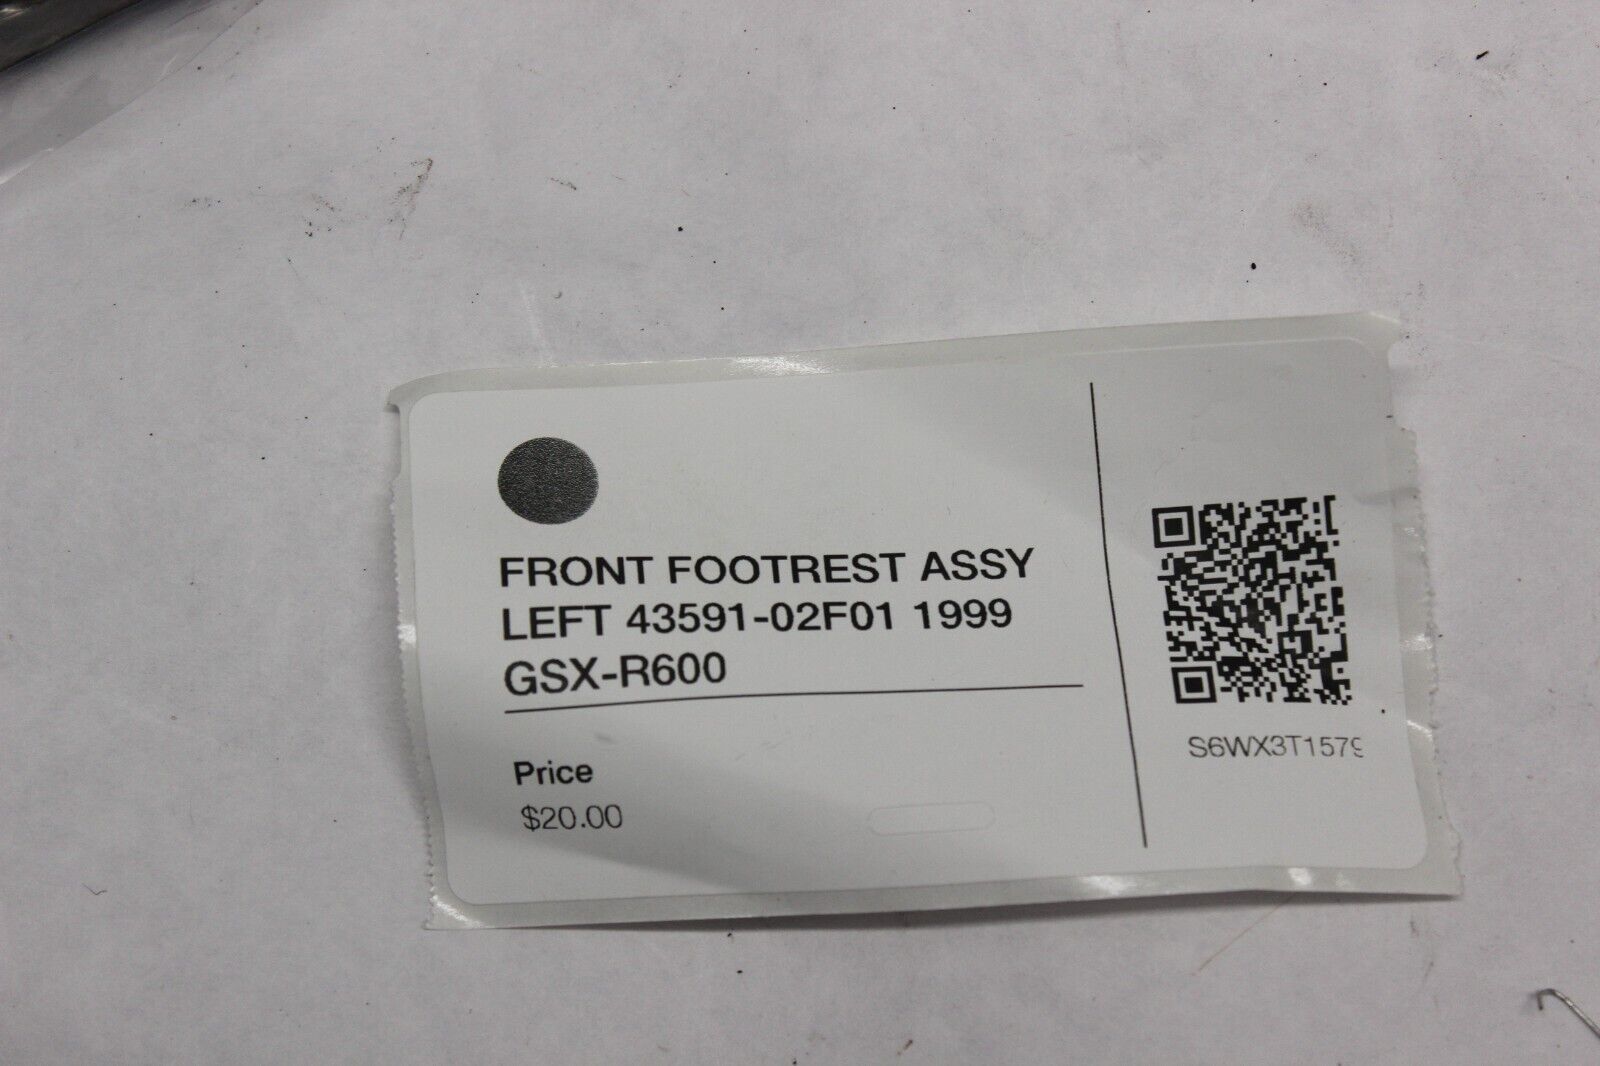 FRONT FOOTREST ASSY
LEFT 43591-02F01 1999
GSX-R600
Price
$20.00
S6WX3T1579